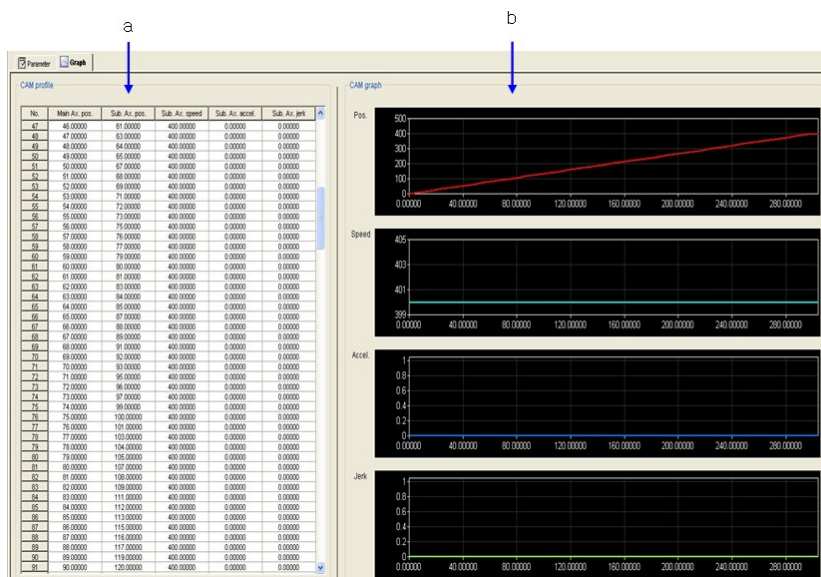 a
b
Parameter Graph
CAM profile
No. Main Ax. pos. Sub. Ax. pos. Sub. Ax. speed Sub. Ax. accel. Sub. Ax. jerk
47 46.00000 61.00000 400.00000 0.00000 0.00000
48 47.00000 63.00000 400.00000 0.00000 0.00000
49 48.00000 64.00000 400.00000 0.00000 0.00000
50 49.00000 65.00000 400.00000 0.00000 0.00000
51 50.00000 67.00000 400.00000 0.00000 0.00000
52 51.00000 68.00000 400.00000 0.00000 0.00000
53 52.00000 69.00000 400.00000 0.00000 0.00000
54 53.00000 71.00000 400.00000 0.00000 0.00000
55 54.00000 72.00000 400.00000 0.00000 0.00000
56 55.00000 73.00000 400.00000 0.00000 0.00000
57 56.00000 75.00000 400.00000 0.00000 0.00000
58 57.00000 76.00000 400.00000 0.00000 0.00000
59 58.00000 77.00000 400.00000 0.00000 0.00000
60 59.00000 79.00000 400.00000 0.00000 0.00000
61 60.00000 80.00000 400.00000 0.00000 0.00000
62 61.00000 81.00000 400.00000 0.00000 0.00000
63 62.00000 83.00000 400.00000 0.00000 0.00000
64 63.00000 84.00000 400.00000 0.00000 0.00000
65 64.00000 85.00000 400.00000 0.00000 0.00000
66 65.00000 87.00000 400.00000 0.00000 0.00000
67 66.00000 88.00000 400.00000 0.00000 0.00000
68 67.00000 89.00000 400.00000 0.00000 0.00000
69 68.00000 91.00000 400.00000 0.00000 0.00000
70 69.00000 92.00000 400.00000 0.00000 0.00000
71 70.00000 93.00000 400.00000 0.00000 0.00000
72 71.00000 95.00000 400.00000 0.00000 0.00000
73 72.00000 96.00000 400.00000 0.00000 0.00000
74 73.00000 97.00000 400.00000 0.00000 0.00000
75 74.00000 99.00000 400.00000 0.00000 0.00000
76 75.00000 100.00000 400.00000 0.00000 0.00000
77 76.00000 101.00000 400.00000 0.00000 0.00000
78 77.00000 103.00000 400.00000 0.00000 0.00000
79 78.00000 104.00000 400.00000 0.00000 0.00000
80 79.00000 105.00000 400.00000 0.00000 0.00000
81 80.00000 107.00000 400.00000 0.00000 0.00000
82 81.00000 108.00000 400.00000 0.00000 0.00000
83 82.00000 109.00000 400.00000 0.00000 0.00000
84 83.00000 111.00000 400.00000 0.00000 0.00000
85 84.00000 112.00000 400.00000 0.00000 0.00000
86 85.00000 113.00000 400.00000 0.00000 0.00000
87 86.00000 115.00000 400.00000 0.00000 0.00000
88 87.00000 116.00000 400.00000 0.00000 0.00000
89 88.00000 117.00000 400.00000 0.00000 0.00000
90 89.00000 119.00000 400.00000 0.00000 0.00000
91 90.00000 120.00000 400.00000 0.00000 0.00000
CAM graph
Pos.
500
400
300
200
100
0
0.00000 40.00000 80.00000 120.00000 160.00000 200.00000 240.00000 280.00000
Speed
405
403
401
399
0.00000 40.00000 80.00000 120.00000 160.00000 200.00000 240.00000 280.00000
Accel.
1
0.8
0.6
0.4
0.2
0
0.00000 40.00000 80.00000 120.00000 160.00000 200.00000 240.00000 280.00000
Jerk
1
0.8
0.6
0.4
0.2
0
0.00000 40.00000 80.00000 120.00000 160.00000 200.00000 240.00000 280.00000